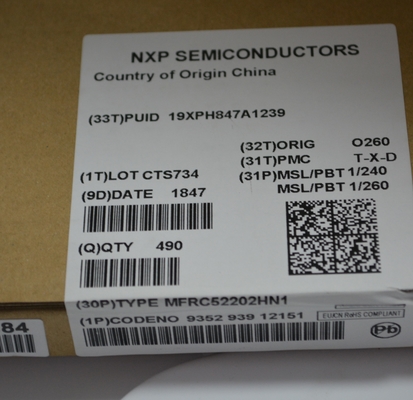 NXP SEMICONDUCTORS
Country of Origin China
(33T)PUID 19XPH847A1239
(32T)ORIG O260
(31T)PMC T-X-D
(1T)LOT CTS734
(31P)MSL/PBT 1/240
(9D)DATE 1847
MSL/PBT 1/260
(Q)QTY 490
(30P)TYPE MFRC52202HN1
(1P)CODENO 9352 939 12151
EU/CN RoHS COMPLIANT
Pb
84